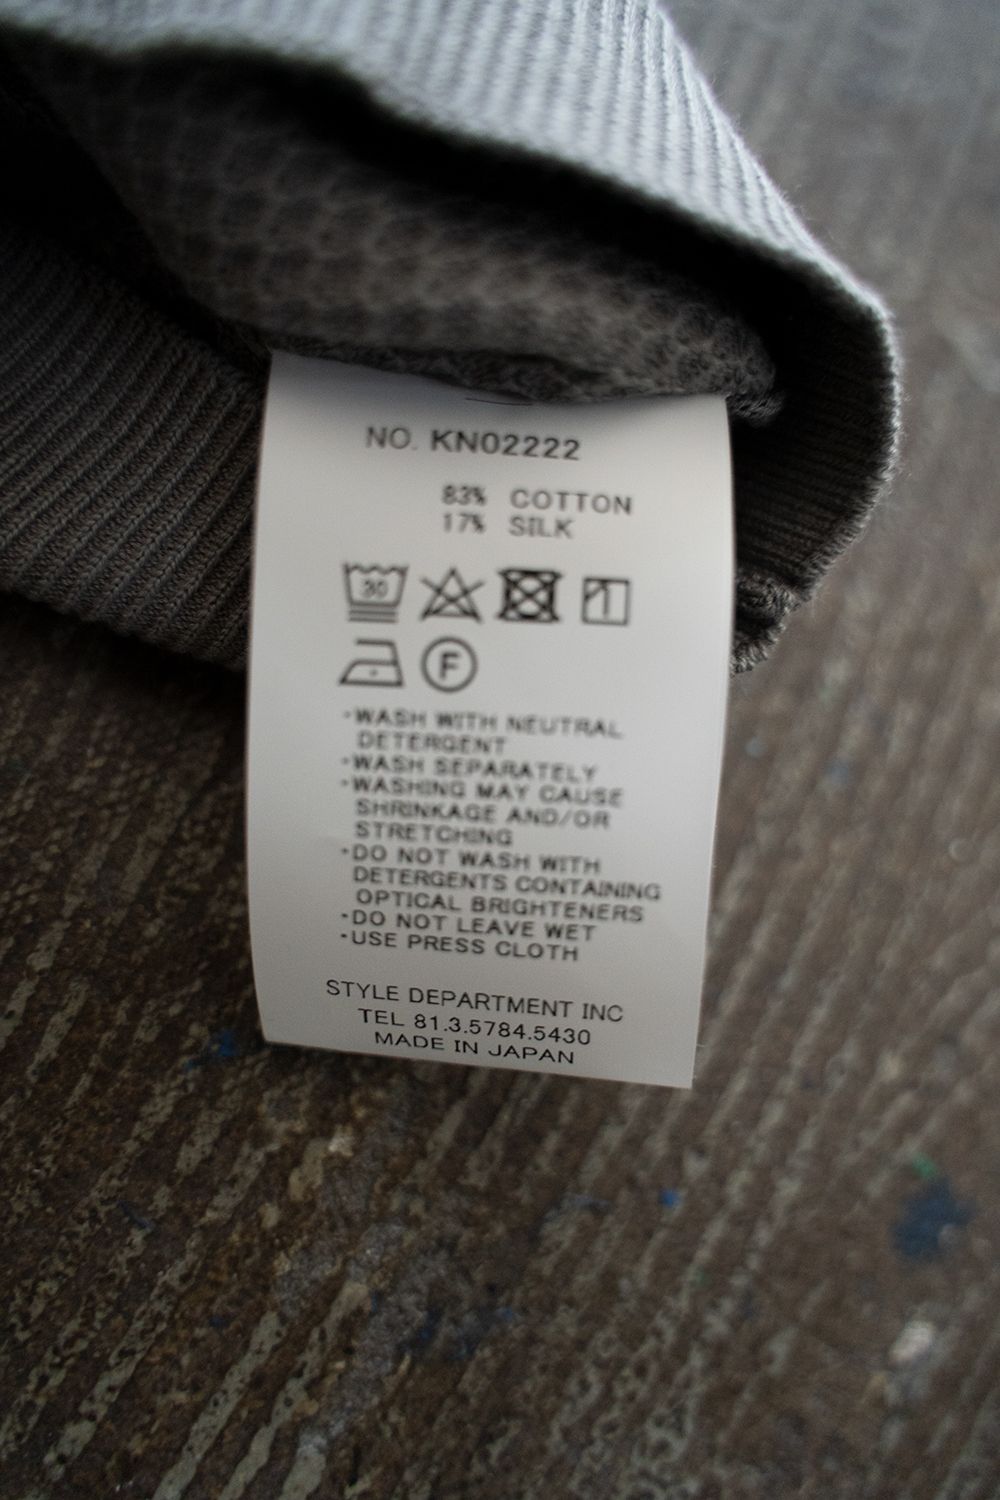 NO. KN02222
83% COTTON
17% SILK
30
F
·WASH WITH NEUTRAL
DETERGENT
·WASH SEPARATELY
·WASHING MAY CAUSE
SHRINKAGE AND/OR
STRETCHING
·DO NOT WASH WITH
DETERGENTS CONTAINING
OPTICAL BRIGHTENERS
·DO NOT LEAVE WET
·USE PRESS CLOTH
STYLE DEPARTMENT INC
TEL 81.3.5784.5430
MADE IN JAPAN